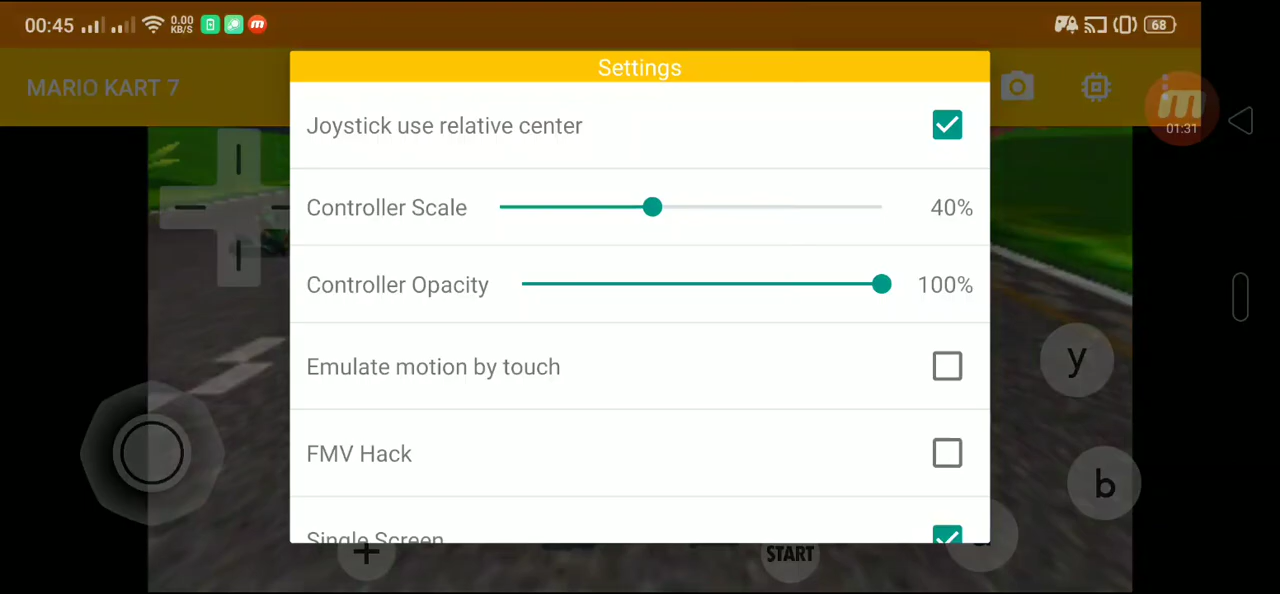 00:45 0.00 KB/S 68
MARIO KART 7
Settings
01:31
Joystick use relative center
Controller Scale 40%
Controller Opacity 100%
Emulate motion by touch
y
FMV Hack
b
Single Screen
START